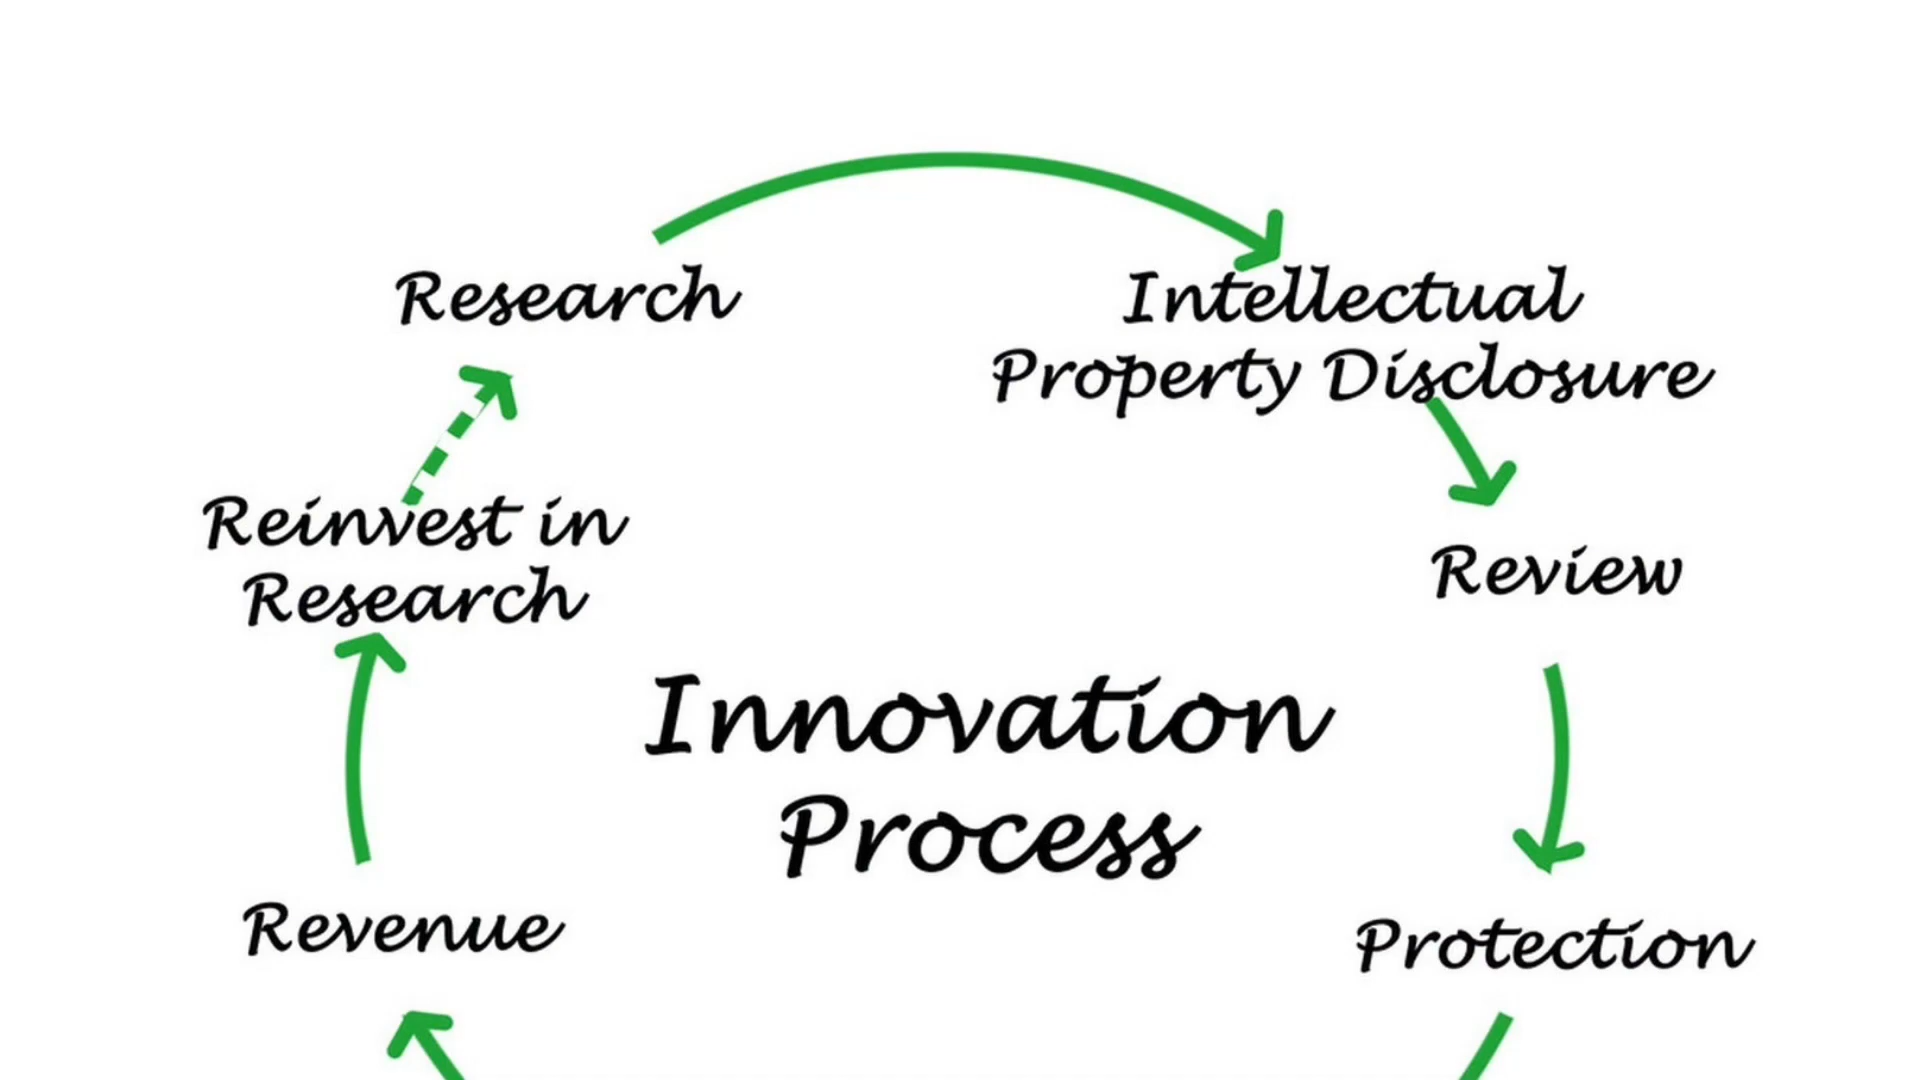 Research
Intellectual
Property Disclosure
Review
Protection
Revenue
Reinvest in
Research
Innovation
Process